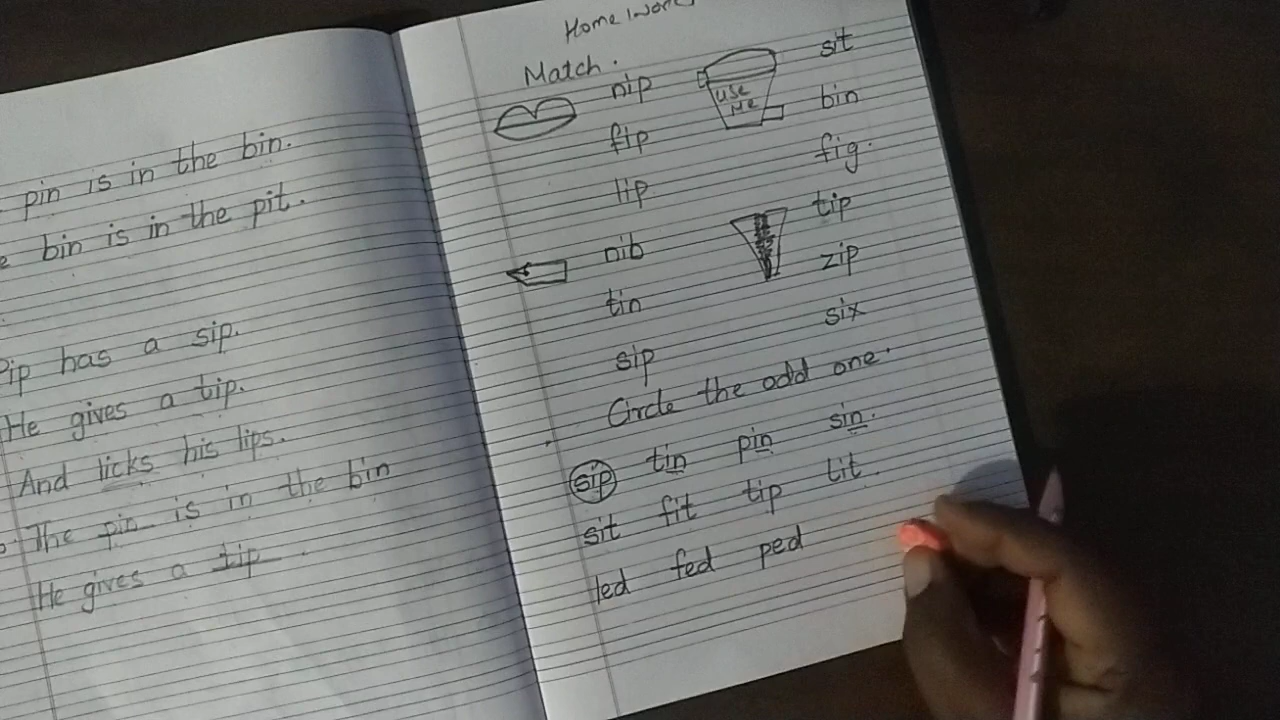 pin is in the bin.
bin is in the pit.
Pip has a sip.
He gives a tip.
And licks his lips.
The pin is in the bin
He gives a tip.
Home Work
Match.
nip
fip
lip
nib
tin
sip
USE ME
sit
bin
fig.
tip
zip
six
Circle the odd one.
sip tin pin sin.
sit fit tip tit.
led fed ped